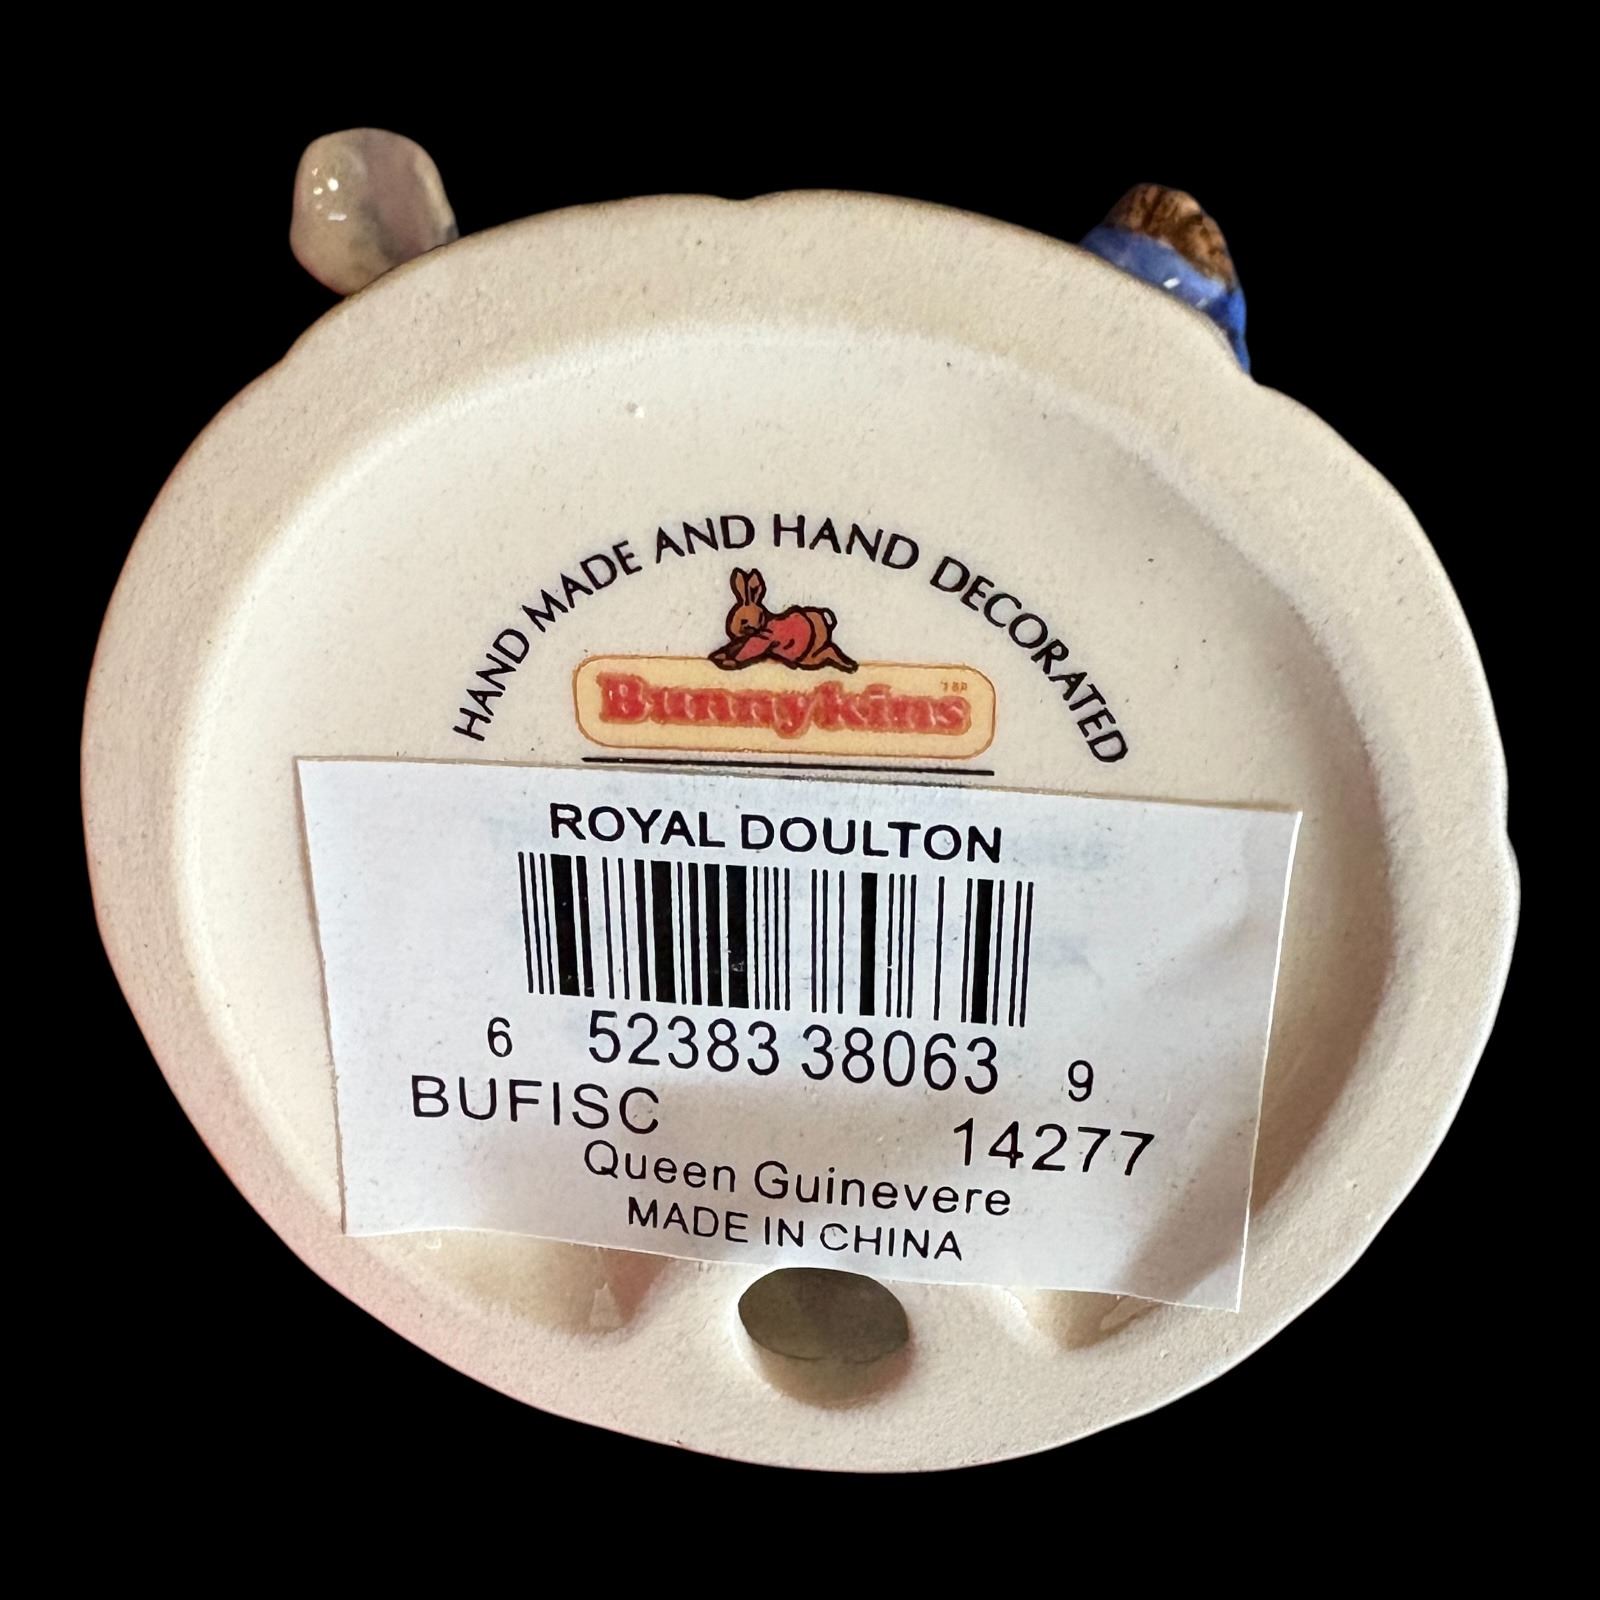 HAND MADE AND HAND DECORATED
Bunnykins
ROYAL DOULTON
6 52383 38063 9
BUFISC 14277
Queen Guinevere
MADE IN CHINA